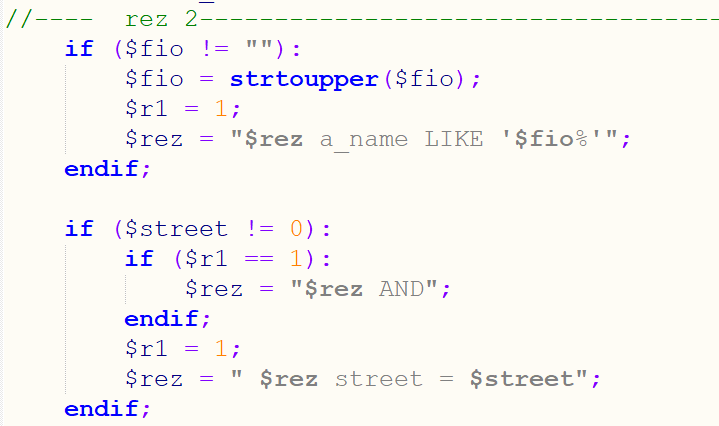 //---- rez 2-----------------------------------
if ($fio != ""):
$fio = strtoupper($fio);
$r1 = 1;
$rez = "$rez a_name LIKE '$fio%'";
endif;
if ($street != 0):
if ($r1 == 1):
$rez = "$rez AND";
endif;
$r1 = 1;
$rez = " $rez street = $street";
endif;